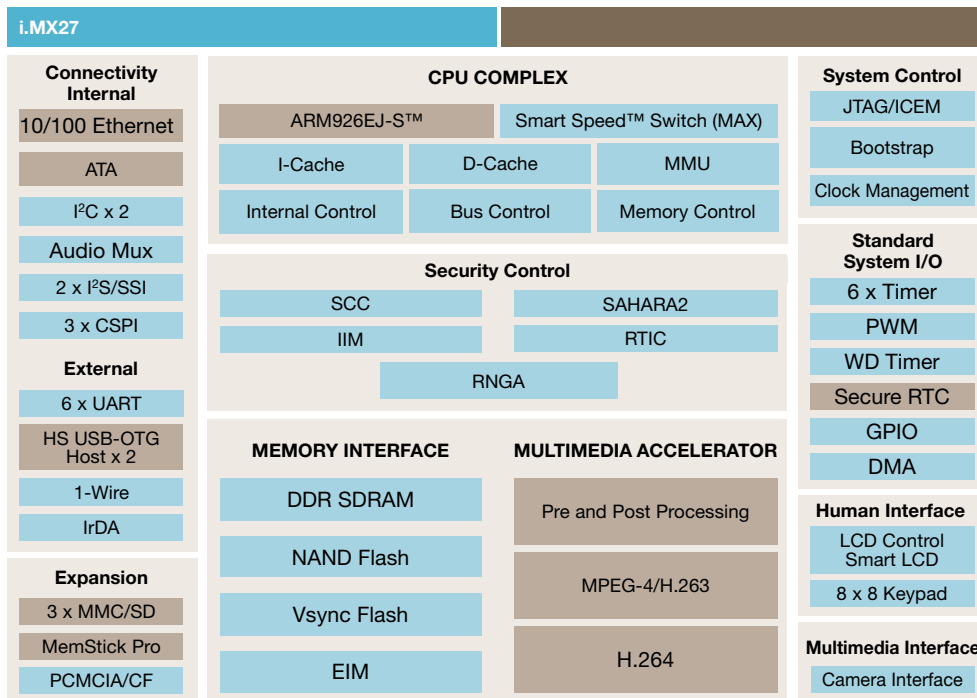 i.MX27
Connectivity
Internal
10/100 Ethernet
ATA
I²C x 2
Audio Mux
2 x I²S/SSI
3 x CSPI
External
6 x UART
HS USB-OTG
Host x 2
1-Wire
IrDA
Expansion
3 x MMC/SD
MemStick Pro
PCMCIA/CF
CPU COMPLEX
ARM926EJ-S™
Smart Speed™ Switch (MAX)
I-Cache
D-Cache
MMU
Internal Control
Bus Control
Memory Control
Security Control
SCC
SAHARA2
IIM
RTIC
RNGA
MEMORY INTERFACE
DDR SDRAM
NAND Flash
Vsync Flash
EIM
MULTIMEDIA ACCELERATOR
Pre and Post Processing
MPEG-4/H.263
H.264
System Control
JTAG/ICEM
Bootstrap
Clock Management
Standard
System I/O
6 x Timer
PWM
WD Timer
Secure RTC
GPIO
DMA
Human Interface
LCD Control
Smart LCD
8 x 8 Keypad
Multimedia Interface
Camera Interface